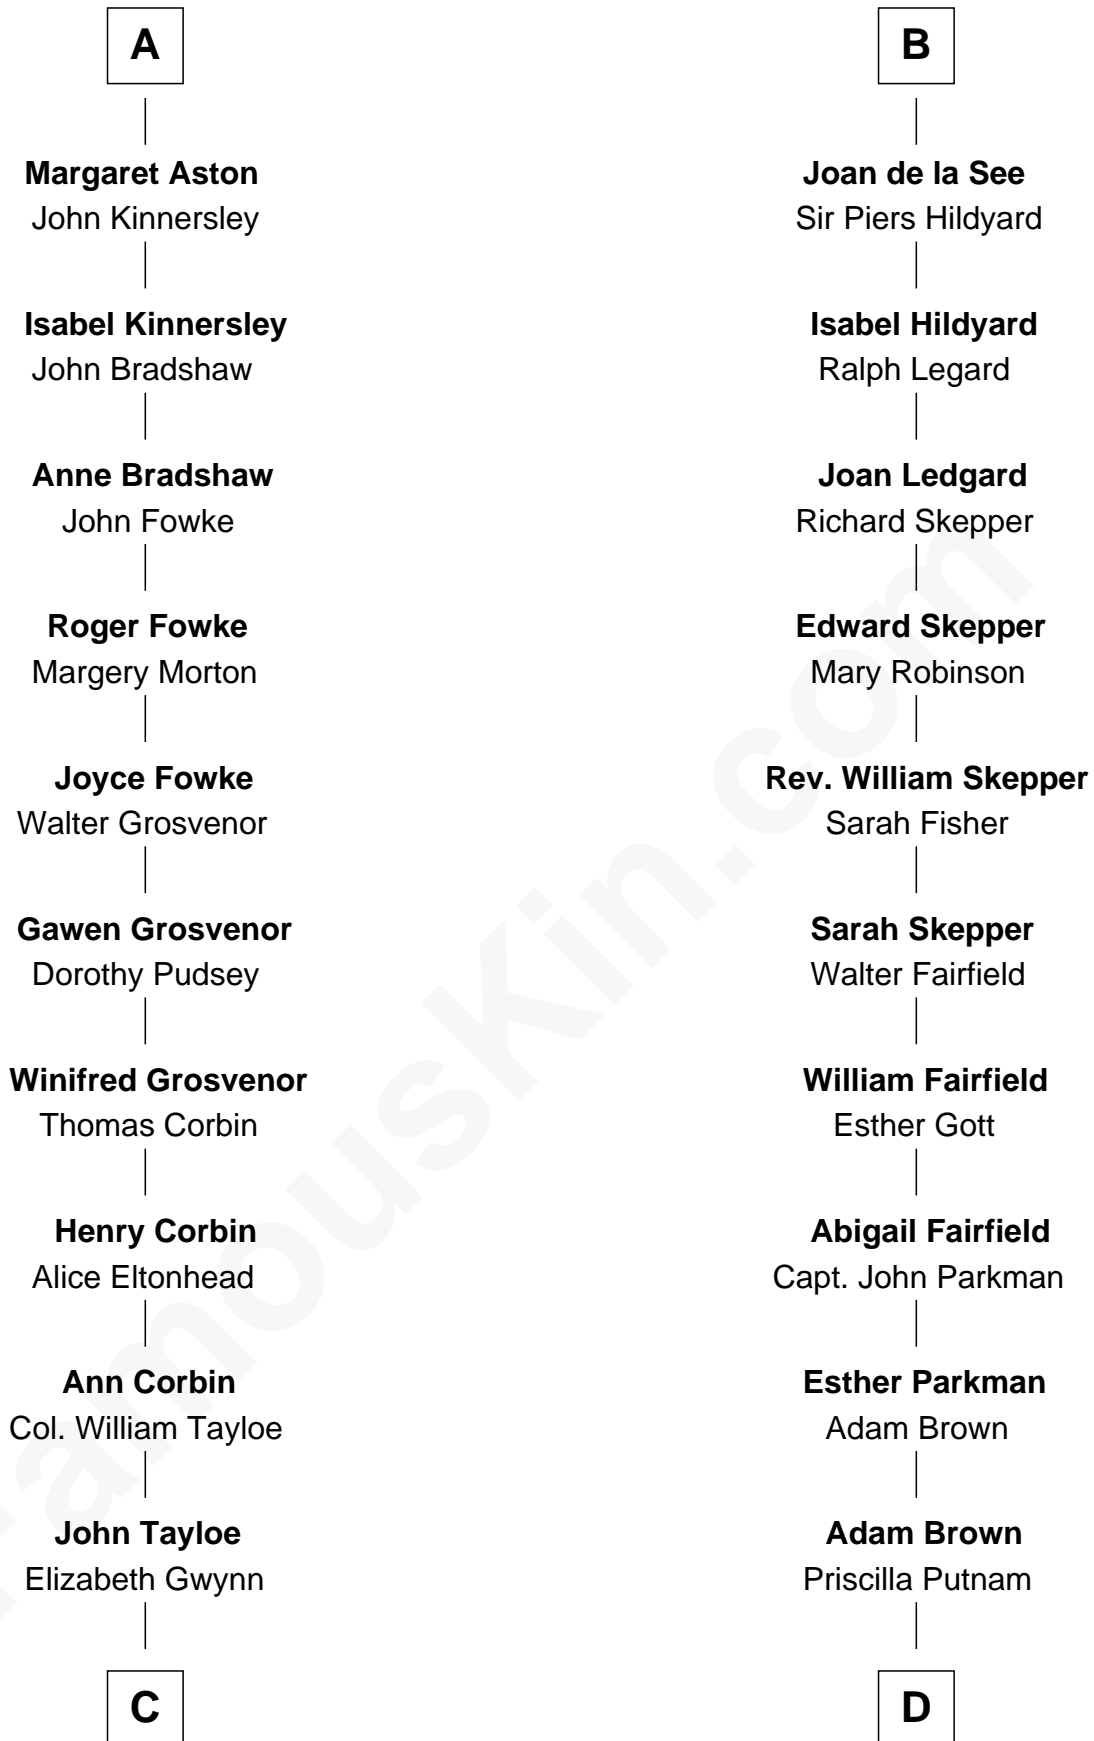 A
Margaret Aston
John Kinnersley
Isabel Kinnersley
John Bradshaw
Anne Bradshaw
John Fowke
Roger Fowke
Margery Morton
Joyce Fowke
Walter Grosvenor
Gawen Grosvenor
Dorothy Pudsey
Winifred Grosvenor
Thomas Corbin
Henry Corbin
Alice Eltonhead
Ann Corbin
Col. William Tayloe
John Tayloe
Elizabeth Gwynn
C
B
Joan de la See
Sir Piers Hildyard
Isabel Hildyard
Ralph Legard
Joan Ledgard
Richard Skepper
Edward Skepper
Mary Robinson
Rev. William Skepper
Sarah Fisher
Sarah Skepper
Walter Fairfield
William Fairfield
Esther Gott
Abigail Fairfield
Capt. John Parkman
Esther Parkman
Adam Brown
Adam Brown
Priscilla Putnam
D
FamousKin.com